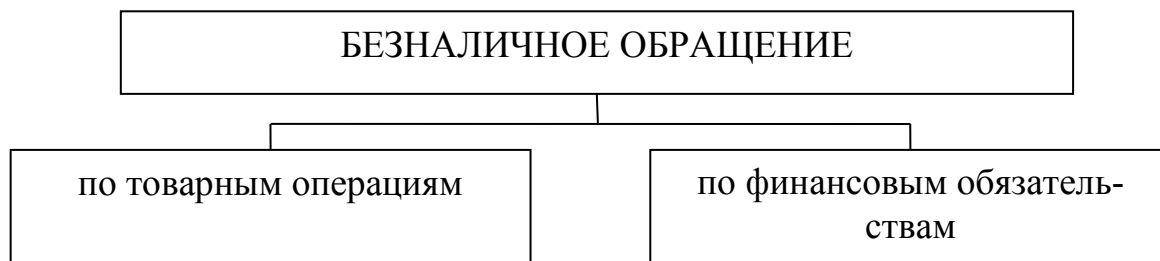 БЕЗНАЛИЧНОЕ ОБРАЩЕНИЕ
по товарным операциям
по финансовым обязатель-
ствам